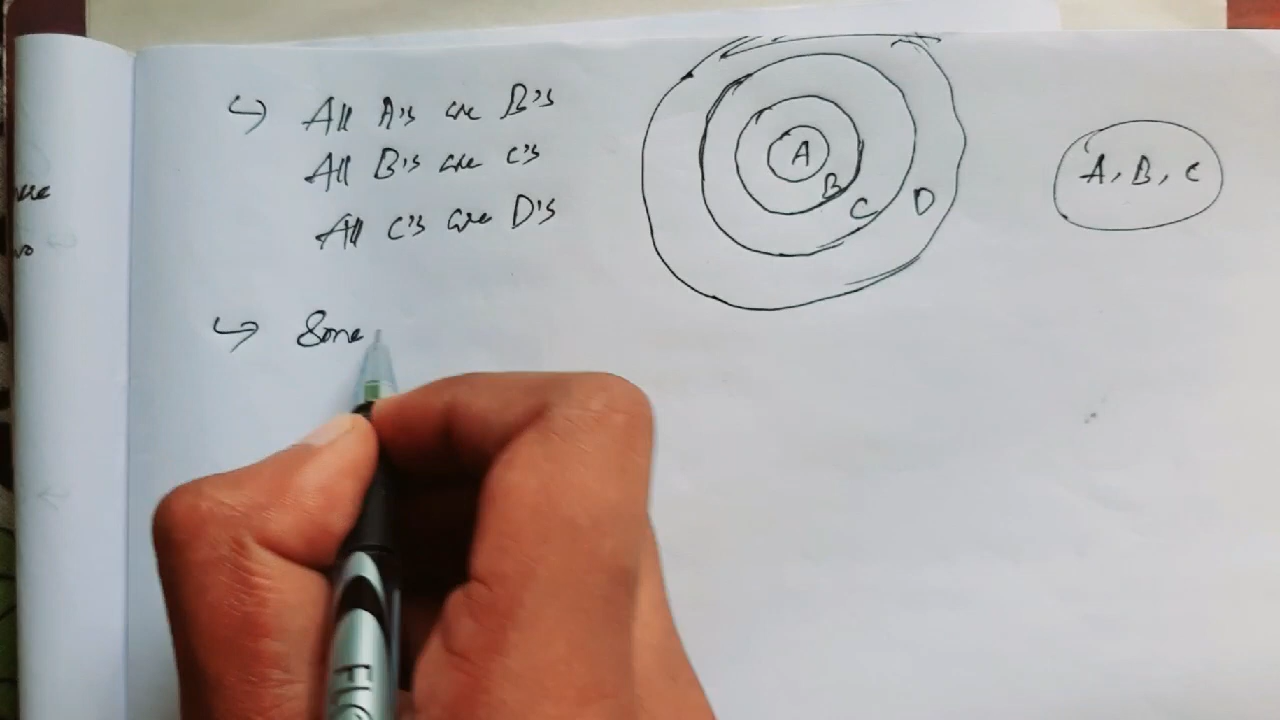 ↪ All A's are B's
All B's are C's
All C's are D's
A
B
C
D
A, B, C
↪ Some